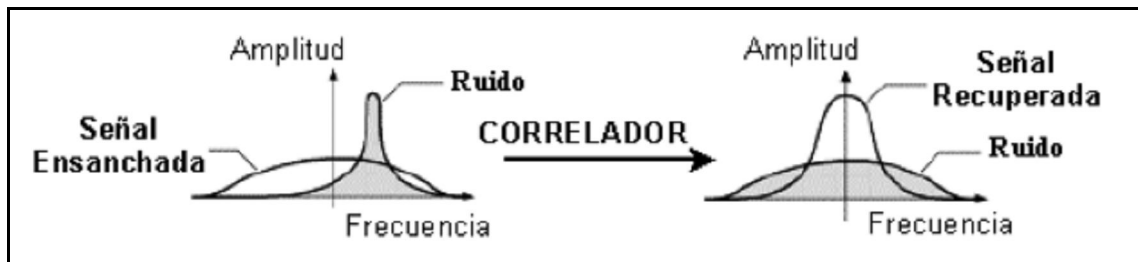 Amplitud
Ruido
Señal
Ensanchada
Frecuencia
CORRELADOR
Amplitud
Señal
Recuperada
Ruido
Frecuencia